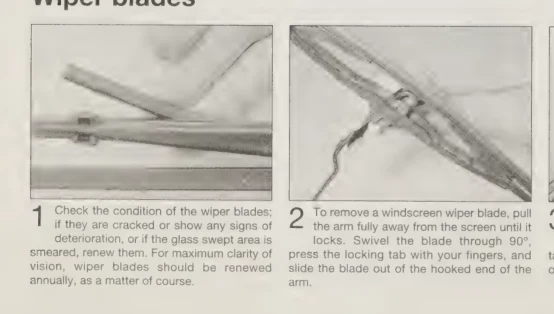 Wiper blades
1 Check the condition of the wiper blades;
if they are cracked or show any signs of
deterioration, or if the glass swept area is
smeared, renew them. For maximum clarity of
vision, wiper blades should be renewed
annually, as a matter of course.
2 To remove a windscreen wiper blade, pull
the arm fully away from the screen until it
locks. Swivel the blade through 90°,
press the locking tab with your fingers, and
slide the blade out of the hooked end of the
arm.